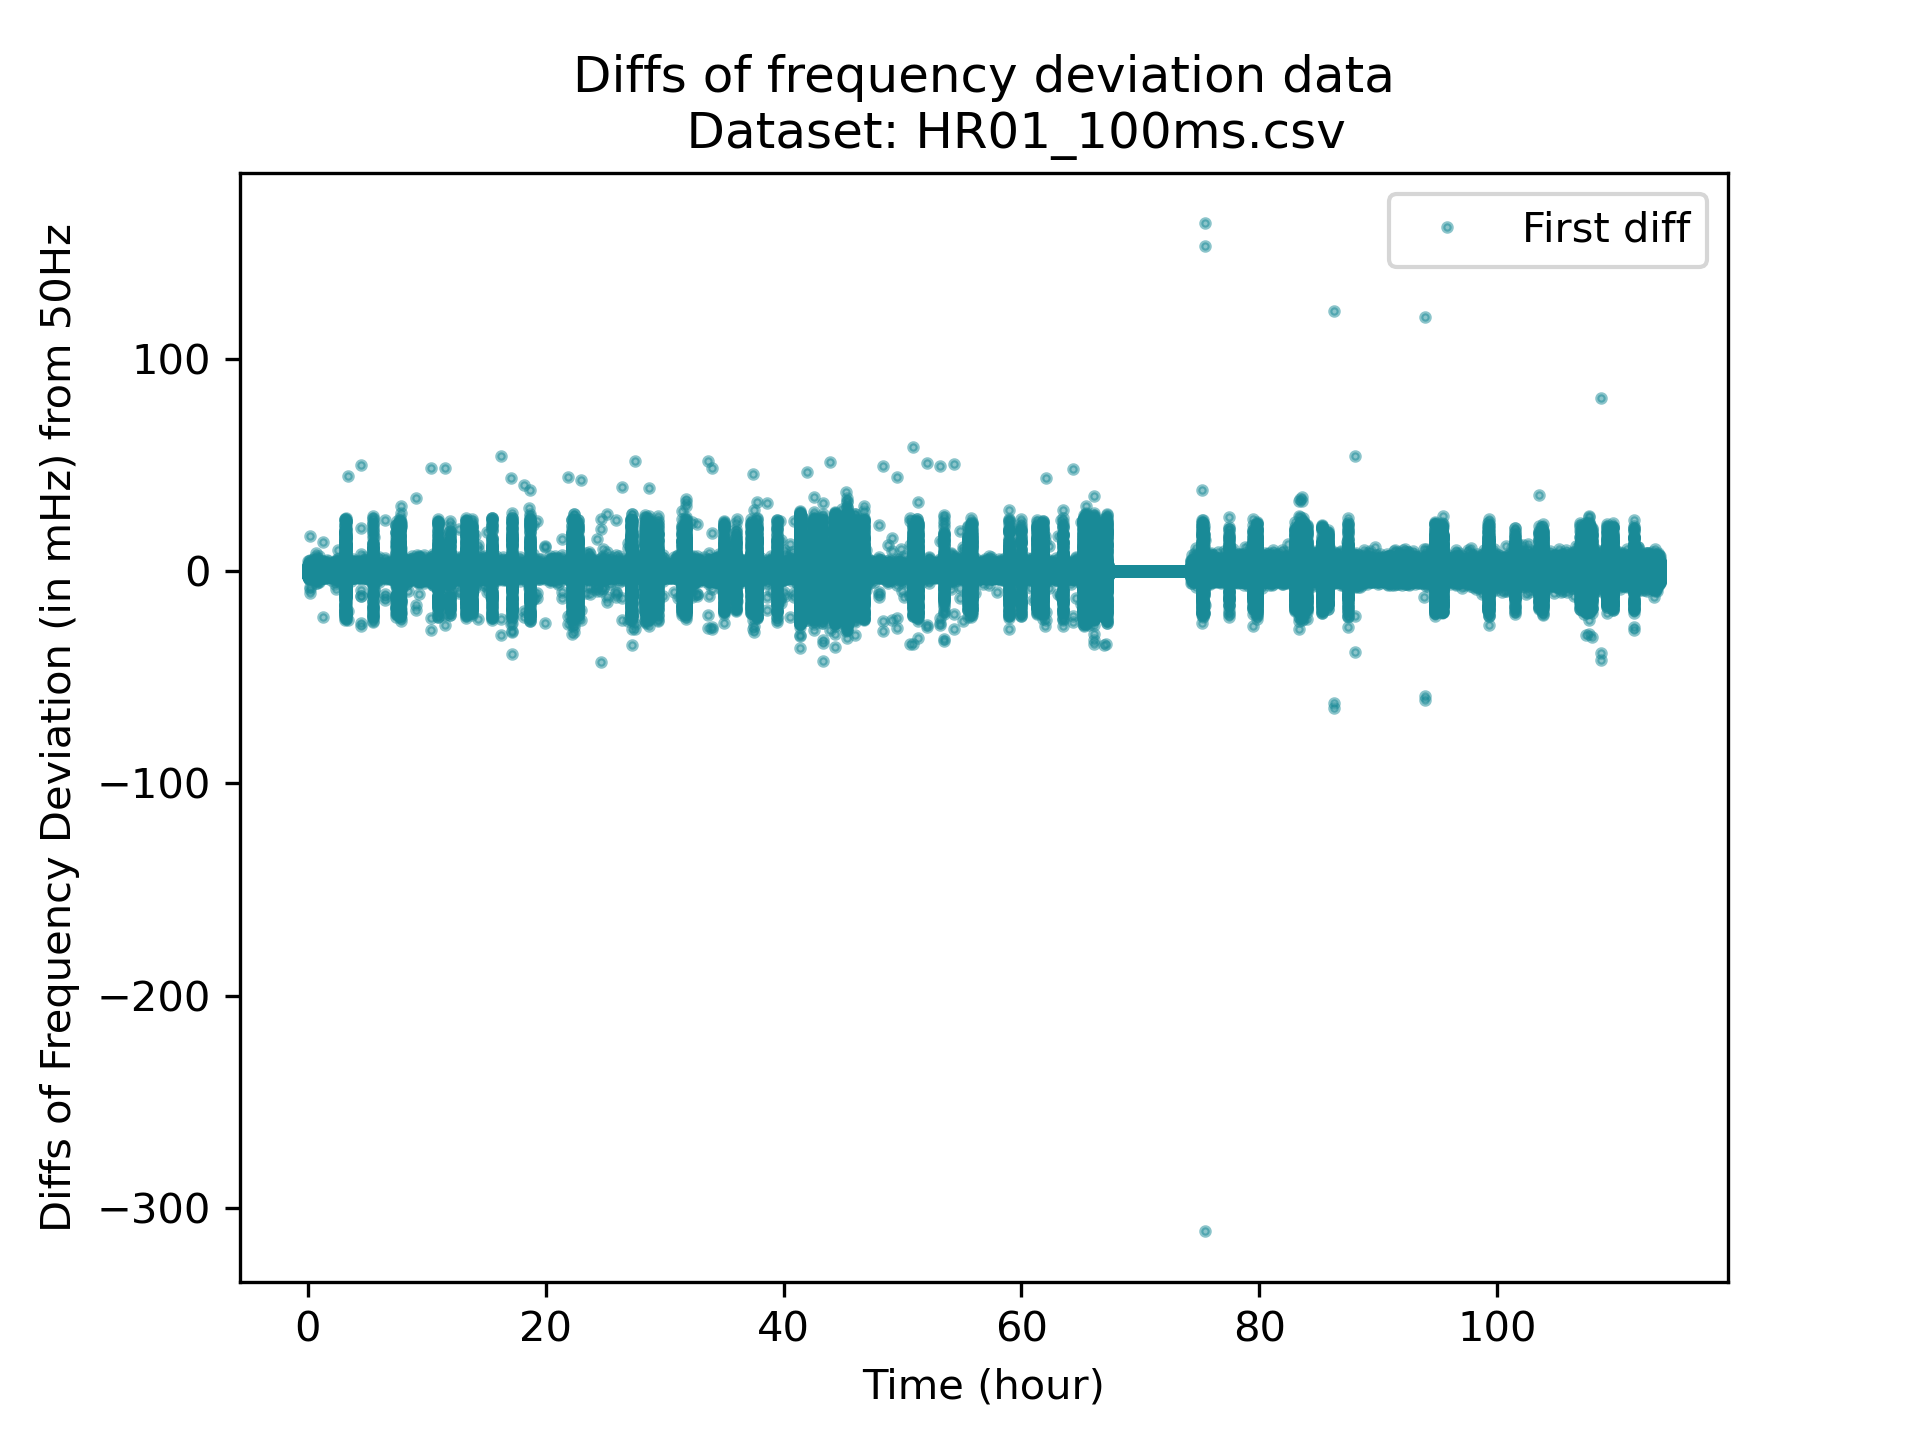 Diffs of frequency deviation data
Dataset: HR01_100ms.csv
First diff
Diffs of Frequency Deviation (in mHz) from 50Hz
100
0
−100
−200
−300
0 20 40 60 80 100
Time (hour)